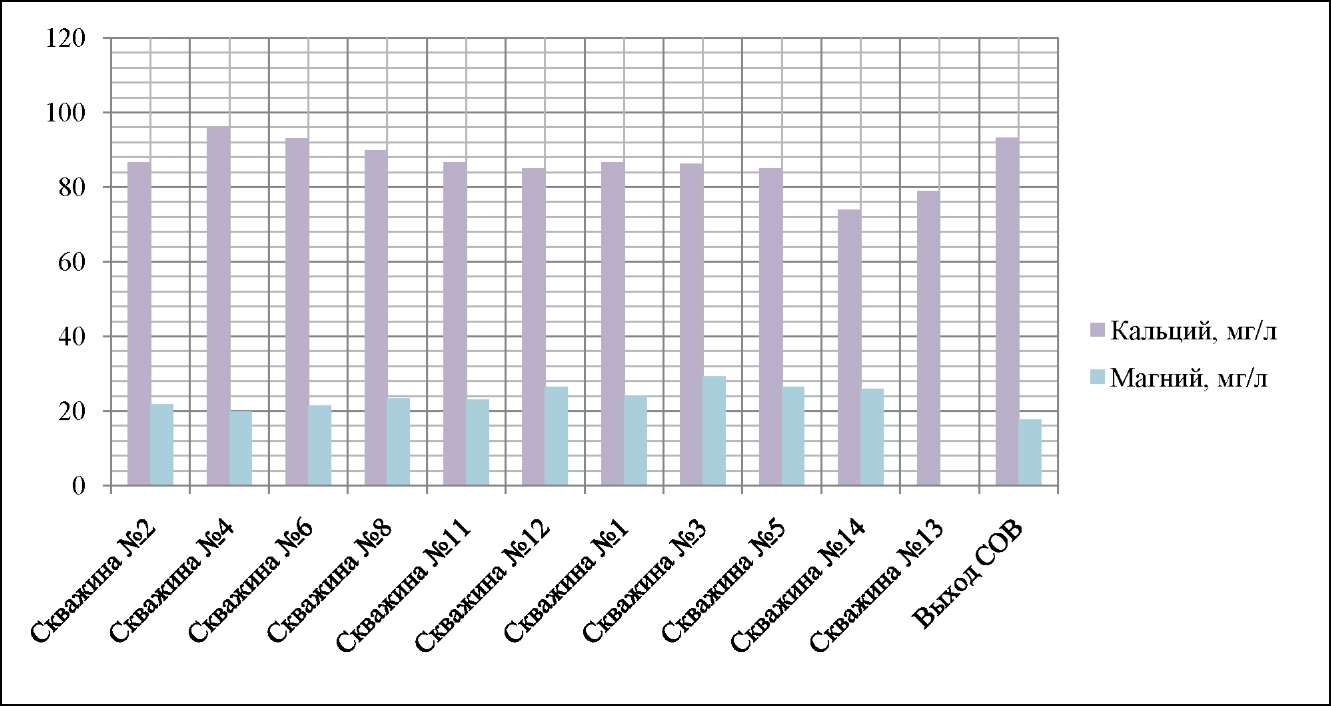 120
100
80
60
40
20
0
Скважина №2
Скважина №4
Скважина №6
Скважина №8
Скважина №11
Скважина №12
Скважина №1
Скважина №3
Скважина №5
Скважина №14
Скважина №13
Выход СОВ
Кальций, мг/л
Магний, мг/л